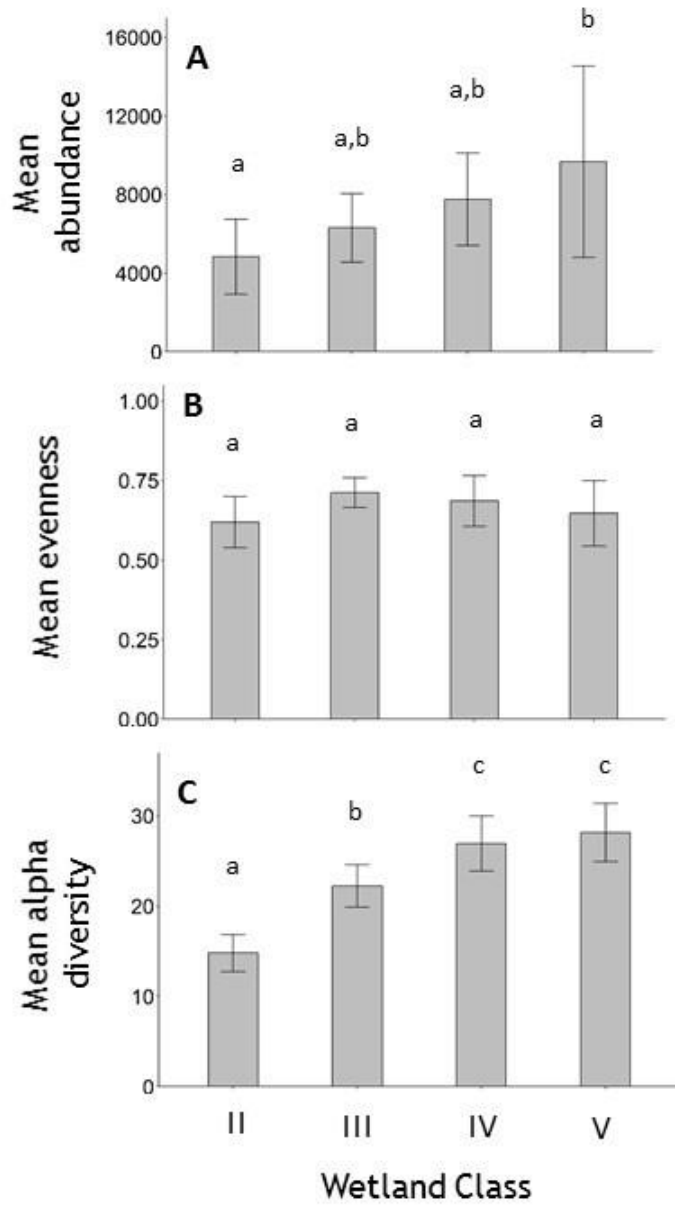 A
Mean
abundance
16000
12000
8000
4000
0
a
a,b
a,b
b
B
Mean evenness
1.00
0.75
0.50
0.25
0.00
a
a
a
a
C
Mean alpha
diversity
30
20
10
0
a
b
c
c
II III IV V
Wetland Class